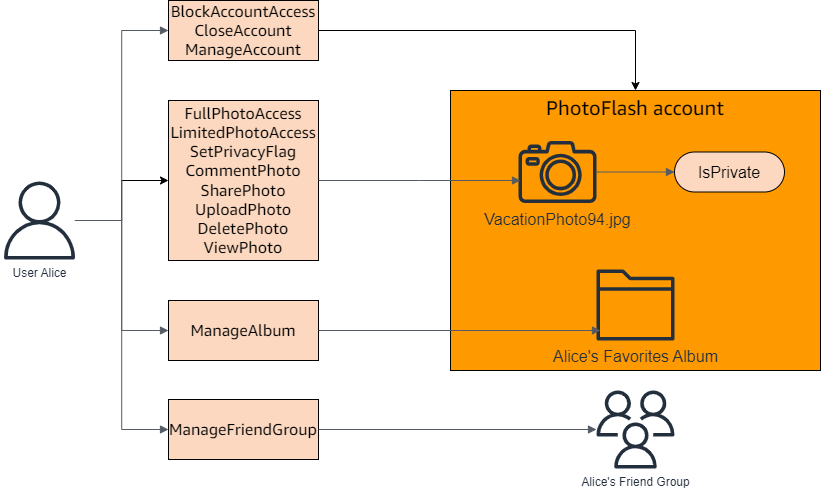 BlockAccountAccess
CloseAccount
ManageAccount
FullPhotoAccess
LimitedPhotoAccess
SetPrivacyFlag
CommentPhoto
SharePhoto
UploadPhoto
DeletePhoto
ViewPhoto
User Alice
ManageAlbum
ManageFriendGroup
PhotoFlash account
IsPrivate
VacationPhoto94.jpg
Alice's Favorites Album
Alice's Friend Group